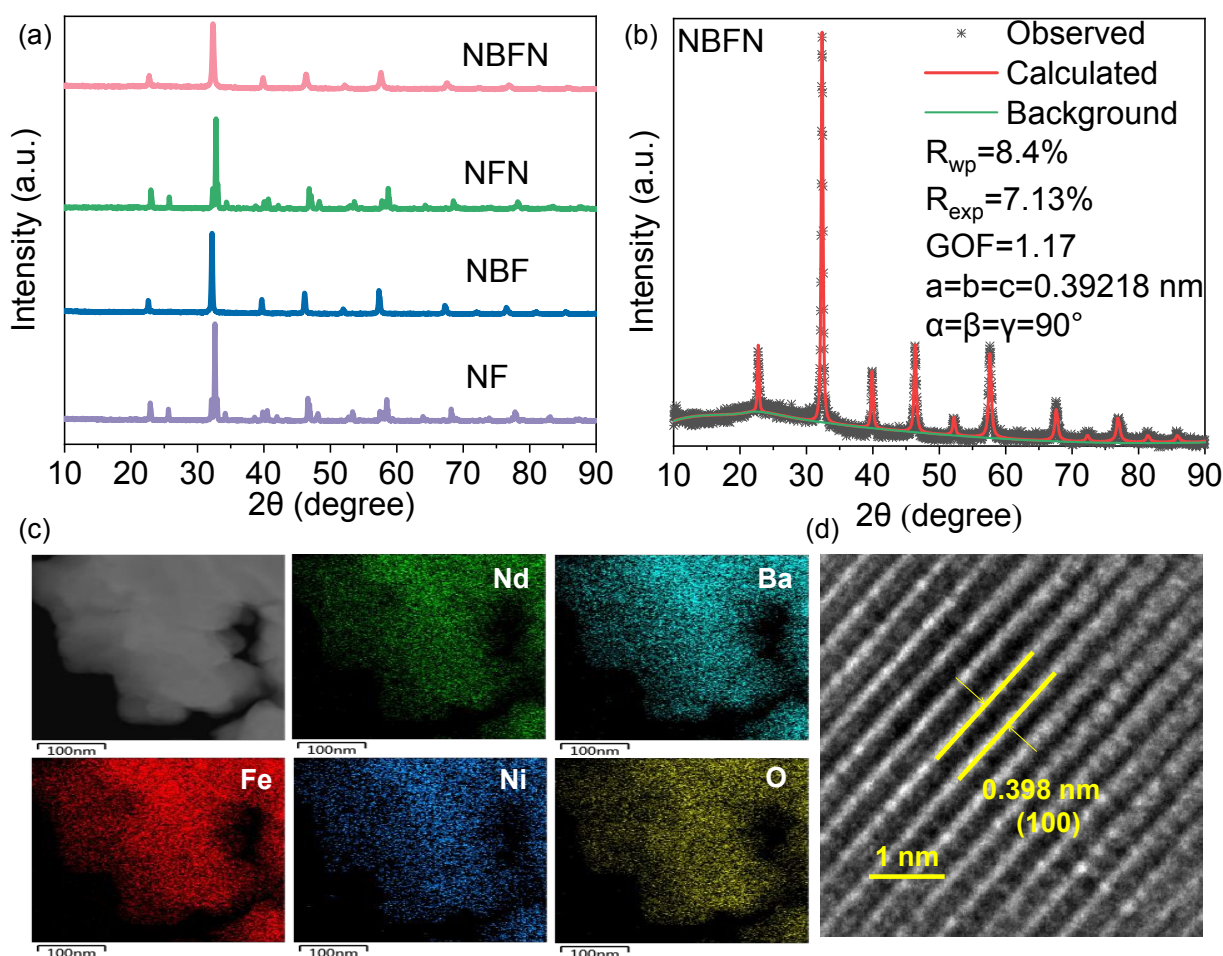 (a)
NBFN
NFN
NBF
NF
Intensity (a.u.)
10 20 30 40 50 60 70 80 90
2θ (degree)
(b)
NBFN
Observed
Calculated
Background
Rwp=8.4%
Rexp=7.13%
GOF=1.17
a=b=c=0.39218 nm
α=β=γ=90°
Intensity (a.u.)
10 20 30 40 50 60 70 80 90
2θ (degree)
(c)
100nm
Nd
100nm
Ba
100nm
Fe
100nm
Ni
100nm
O
100nm
(d)
0.398 nm
(100)
1 nm